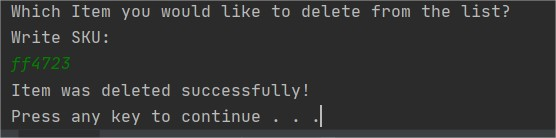 Which Item you would like to delete from the list?
Write SKU:
ff4723
Item was deleted successfully!
Press any key to continue . . .